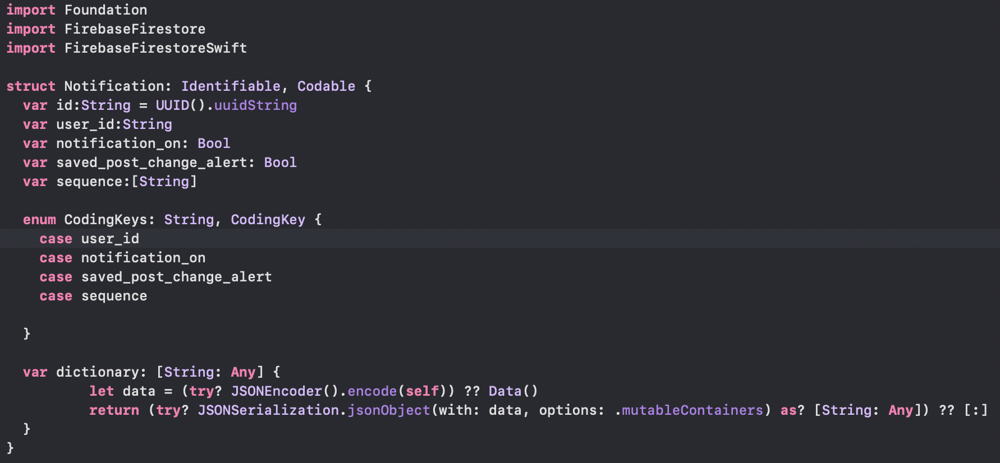 import Foundation
import FirebaseFirestore
import FirebaseFirestoreSwift
struct Notification: Identifiable, Codable {
var id:String = UUID().uuidString
var user_id:String
var notification_on: Bool
var saved_post_change_alert: Bool
var sequence:[String]
enum CodingKeys: String, CodingKey {
case user_id
case notification_on
case saved_post_change_alert
case sequence
}
var dictionary: [String: Any] {
let data = (try? JSONEncoder().encode(self)) ?? Data()
return (try? JSONSerialization.jsonObject(with: data, options: .mutableContainers) as? [String: Any]) ?? [:]
}
}